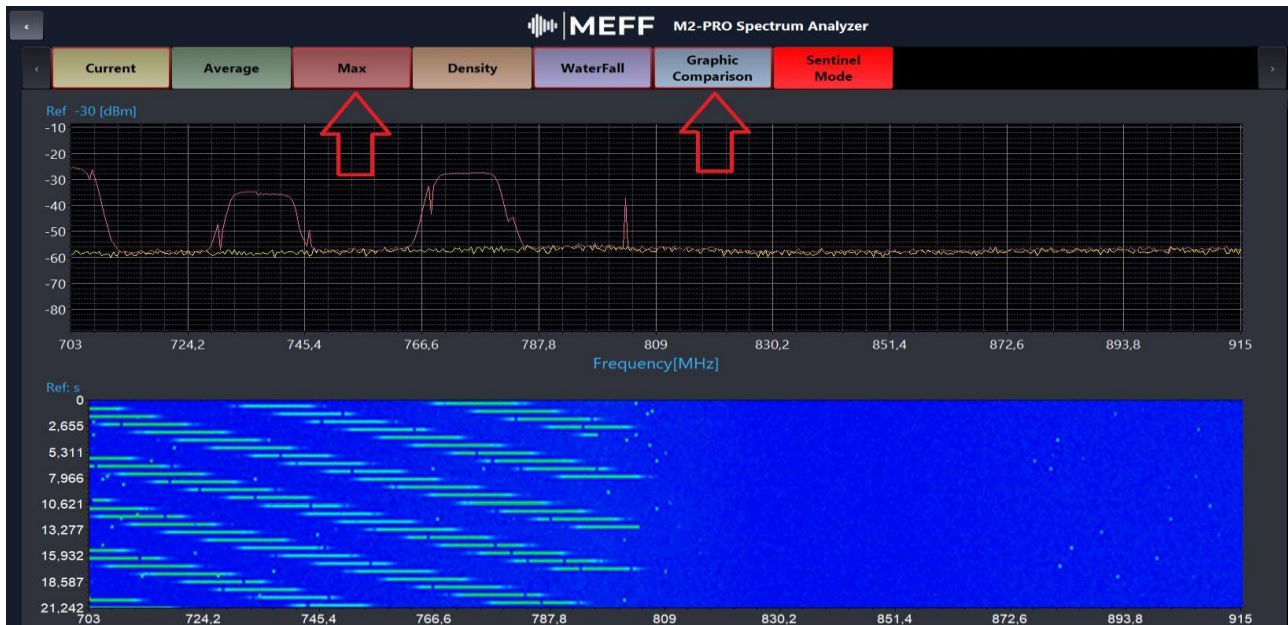 MEFF M2-PRO Spectrum Analyzer
Current Average Max Density WaterFall Graphic Comparison Sentinel Mode
Ref -30 [dBm]
-10
-20
-30
-40
-50
-60
-70
-80
703 724,2 745,4 766,6 787,8 809 830,2 851,4 872,6 893,8 915
Frequency[MHz]
Ref: s
0
2,655
5,311
7,966
10,621
13,277
15,932
18,587
21,242
703 724,2 745,4 766,6 787,8 809 830,2 851,4 872,6 893,8 915